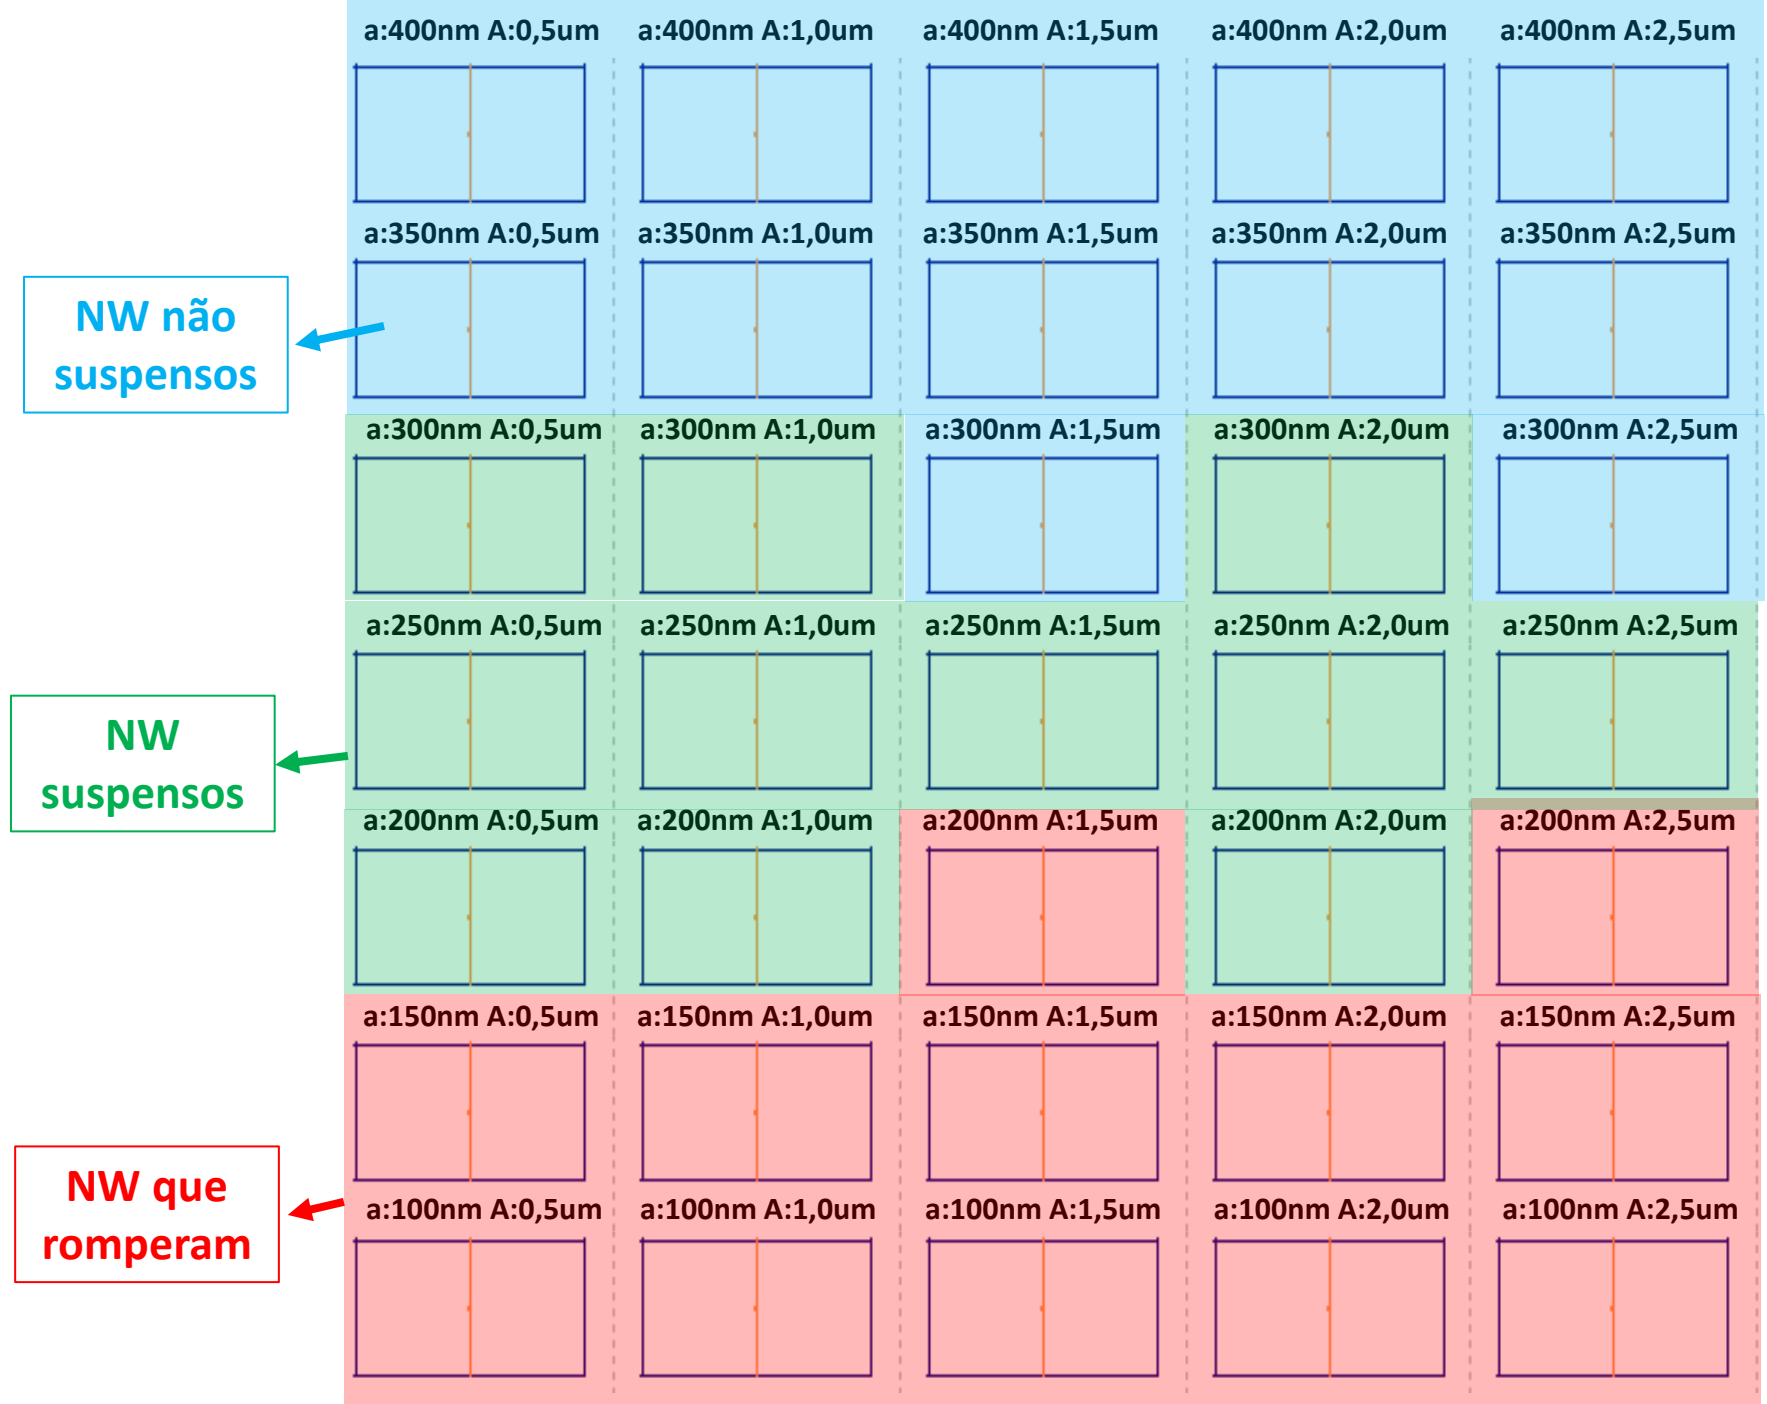 a:400nm A:0,5um a:400nm A:1,0um a:400nm A:1,5um a:400nm A:2,0um a:400nm A:2,5um
a:350nm A:0,5um a:350nm A:1,0um a:350nm A:1,5um a:350nm A:2,0um a:350nm A:2,5um
NW não
suspensos
a:300nm A:0,5um a:300nm A:1,0um a:300nm A:1,5um a:300nm A:2,0um a:300nm A:2,5um
a:250nm A:0,5um a:250nm A:1,0um a:250nm A:1,5um a:250nm A:2,0um a:250nm A:2,5um
NW
suspensos
a:200nm A:0,5um a:200nm A:1,0um a:200nm A:1,5um a:200nm A:2,0um a:200nm A:2,5um
a:150nm A:0,5um a:150nm A:1,0um a:150nm A:1,5um a:150nm A:2,0um a:150nm A:2,5um
NW que
romperam
a:100nm A:0,5um a:100nm A:1,0um a:100nm A:1,5um a:100nm A:2,0um a:100nm A:2,5um